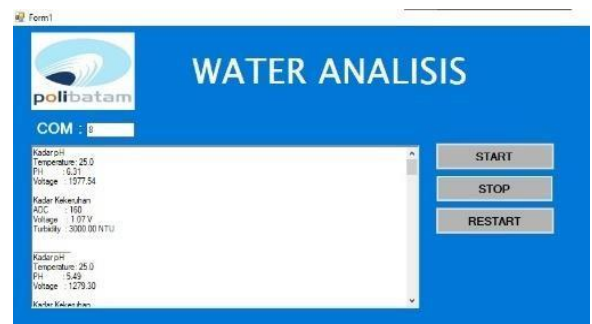 Form1
polibatam
WATER ANALISIS
COM : 8
Kadar pH
Temperature: 25.0
PH : 6.31
Voltage : 1977.54
Kadar Kekeruhan
ADC : 160
Voltage : 1.07 V
Turbidity : 3000.00 NTU
Kadar pH
Temperature: 25.0
PH : 5.49
Voltage : 1279.30
Kadar Kekeruhan
START
STOP
RESTART